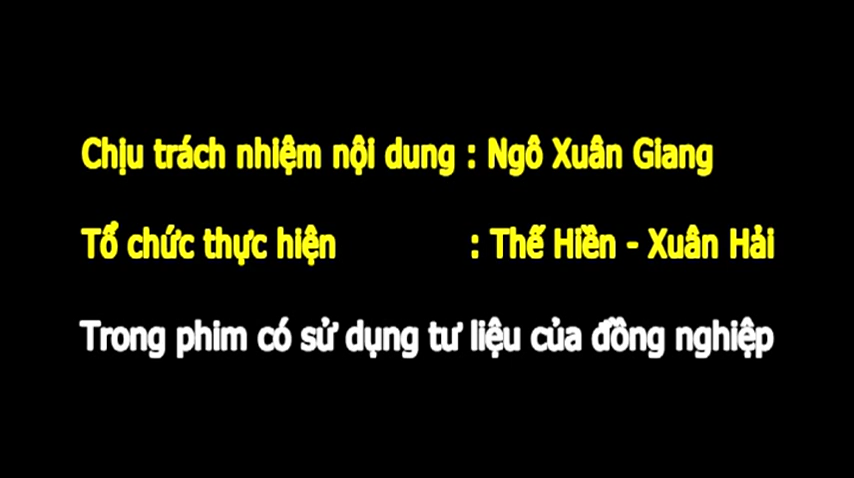 Chịu trách nhiệm nội dung : Ngô Xuân Giang
Tổ chức thực hiện : Thế Hiền - Xuân Hải
Trong phim có sử dụng tư liệu của đồng nghiệp